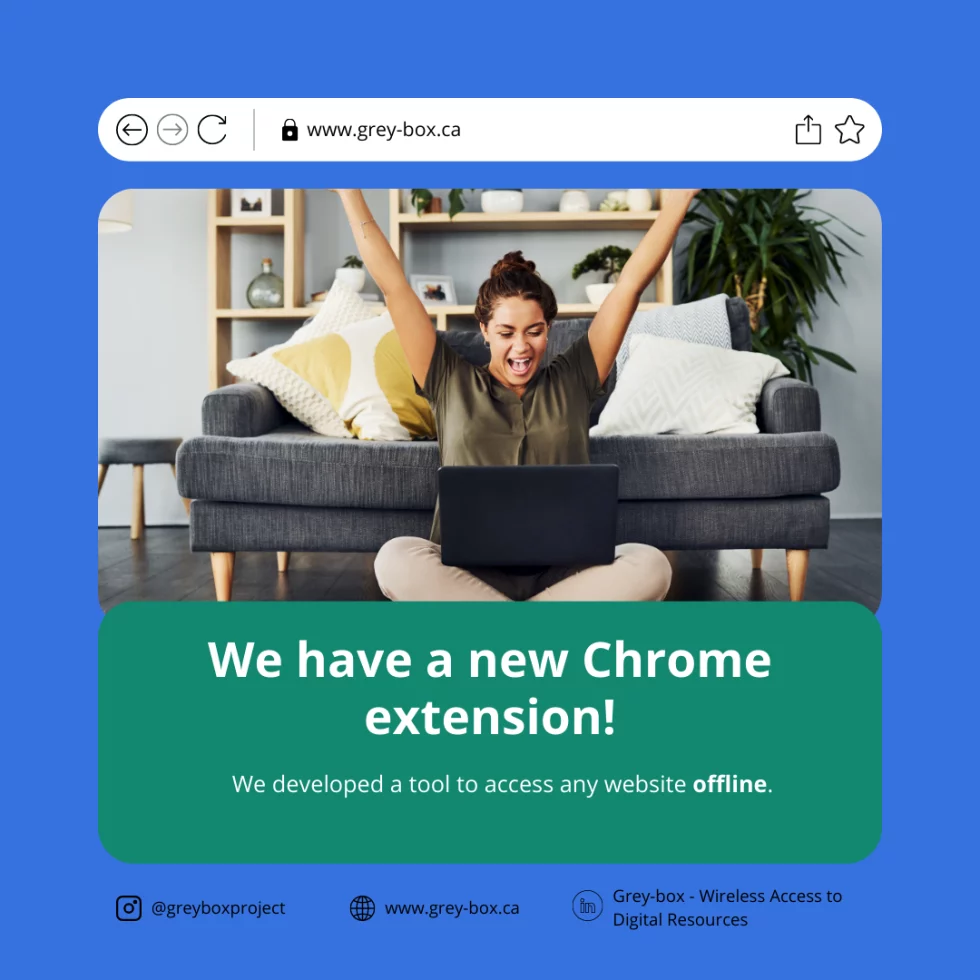 www.grey-box.ca
We have a new Chrome
extension!
We developed a tool to access any website offline.
@greyboxproject
www.grey-box.ca
Grey-box - Wireless Access to
Digital Resources